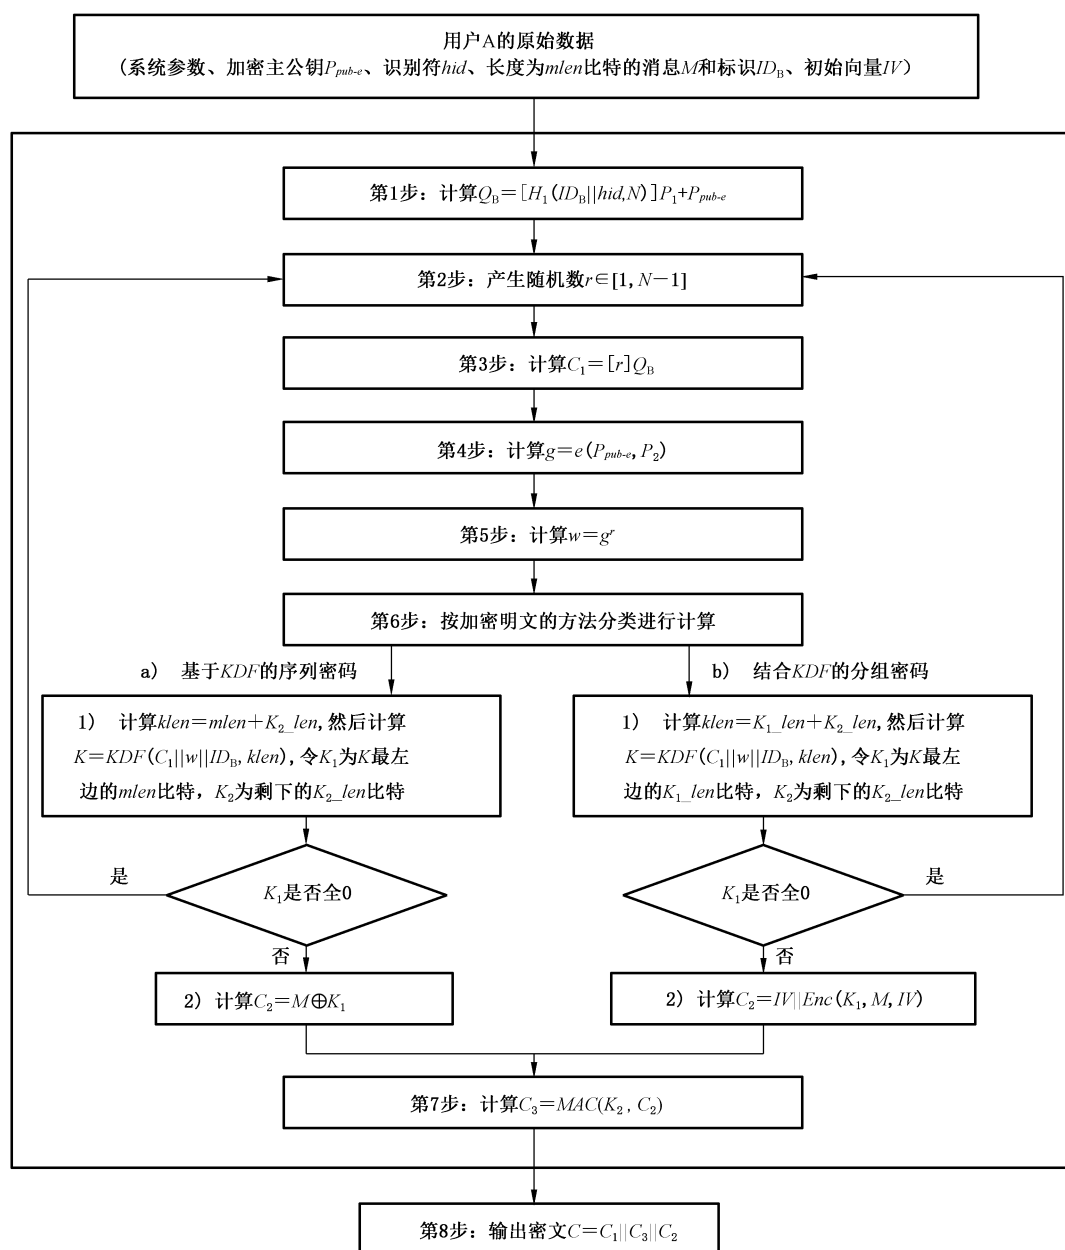 用户A的原始数据
(系统参数、加密主公钥Ppub-e、识别符hid、长度为mlen比特的消息M和标识IDB、初始向量IV)
第1步：计算QB=[H1(IDB||hid,N)]P1+Ppub-e
第2步：产生随机数r∈[1,N-1]
第3步：计算C1=[r]QB
第4步：计算g=e(Ppub-e,P2)
第5步：计算w=g^r
第6步：按加密明文的方法分类进行计算
a) 基于KDF的序列密码
1) 计算klen=mlen+K2_len,然后计算
K=KDF(C1||w||IDB,klen),令K1为K最左
边的mlen比特，K2为剩下的K2_len比特
K1是否全0
是
否
2) 计算C2=M⊕K1
b) 结合KDF的分组密码
1) 计算klen=K1_len+K2_len,然后计算
K=KDF(C1||w||IDB,klen),令K1为K最左
边的K1_len比特，K2为剩下的K2_len比特
K1是否全0
是
否
2) 计算C2=IV||Enc(K1,M,IV)
第7步：计算C3=MAC(K2,C2)
第8步：输出密文C=C1||C3||C2